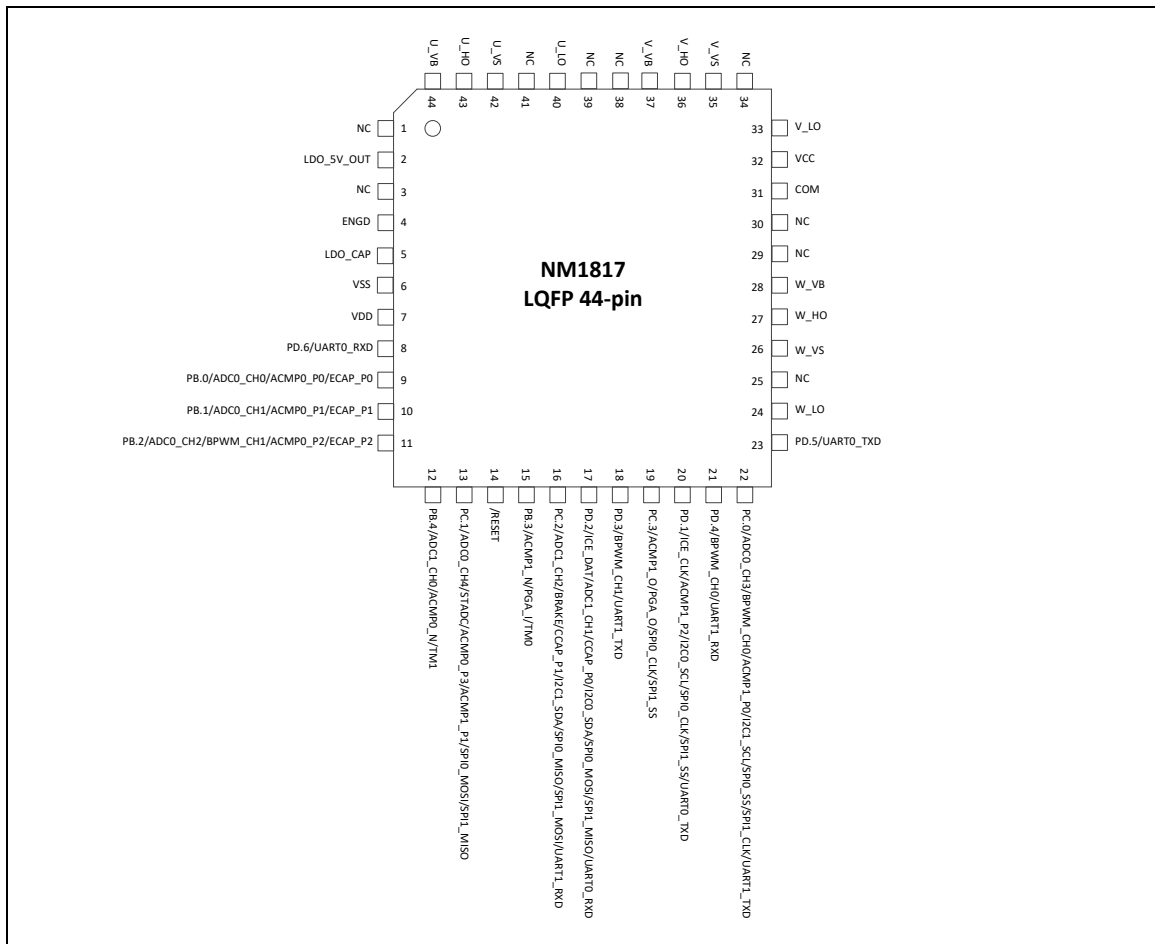 U_VB
U_HO
U_VS
NC
U_LO
NC
NC
V_VB
V_HO
V_VS
NC
44
43
42
41
40
39
38
37
36
35
34
NC 1
LDO_5V_OUT 2
NC 3
ENGD 4
LDO_CAP 5
VSS 6
VDD 7
PD.6/UART0_RXD 8
PB.0/ADC0_CH0/ACMP0_P0/ECAP_P0 9
PB.1/ADC0_CH1/ACMP0_P1/ECAP_P1 10
PB.2/ADC0_CH2/BPWM_CH1/ACMP0_P2/ECAP_P2 11
NM1817
LQFP 44-pin
33 V_LO
32 VCC
31 COM
30 NC
29 NC
28 W_VB
27 W_HO
26 W_VS
25 NC
24 W_LO
23 PD.5/UART0_TXD
12
13
14
15
16
17
18
19
20
21
22
PB.4/ADC1_CH0/ACMP0_N/TM1
PC.1/ADC0_CH4/STADC/ACMP0_P3/ACMP1_P1/SPI0_MOSI/SPI1_MISO
/RESET
PB.3/ACMP1_N/PGA_I/TM0
PC.2/ADC1_CH2/BRAKE/CCAP_P1/I2C1_SDA/SPI0_MISO/SPI1_MOSI/UART1_RXD
PD.2/ICE_DAT/ADC1_CH1/CCAP_P0/I2C0_SDA/SPI0_MOSI/SPI1_MISO/UART0_RXD
PD.3/BPWM_CH1/UART1_TXD
PC.3/ACMP1_O/PGA_O/SPI0_CLK/SPI1_SS
PD.1/ICE_CLK/ACMP1_P2/I2C0_SCL/SPI0_CLK/SPI1_SS/UART0_TXD
PD.4/BPWM_CH0/UART1_RXD
PC.0/ADC0_CH3/BPWM_CH0/ACMP1_P0/I2C1_SCL/SPI0_SS/SPI1_CLK/UART1_TXD